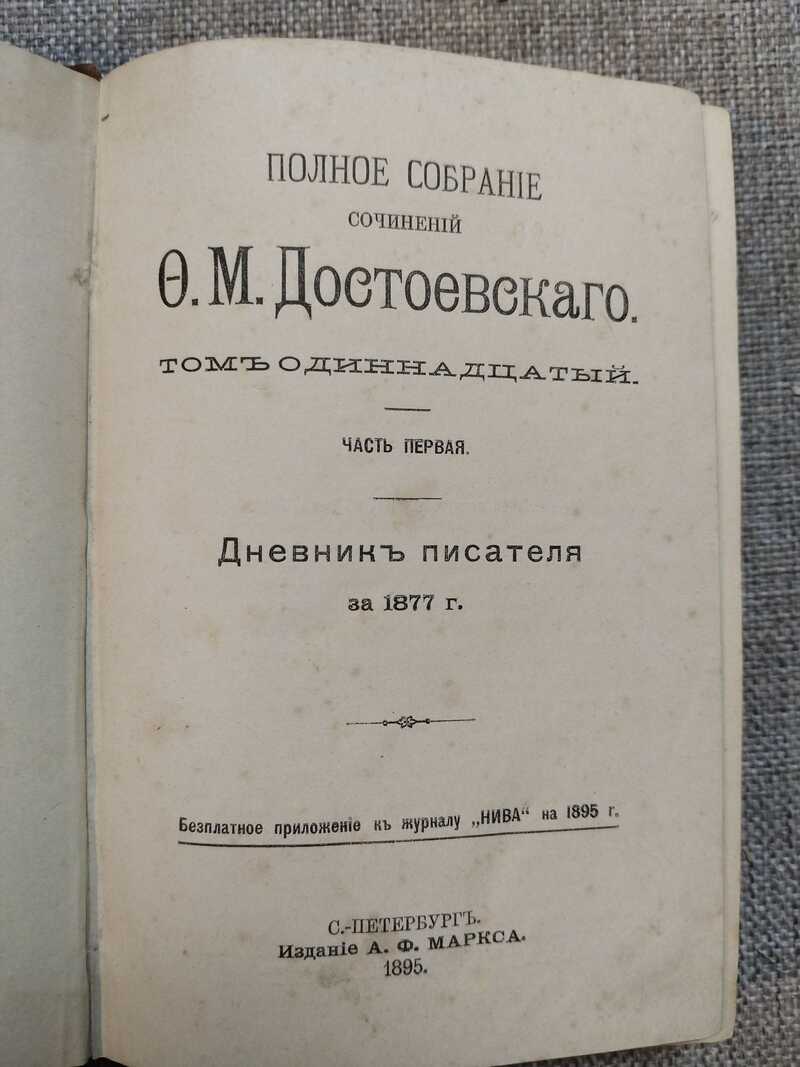 ПОЛНОЕ СОБРАНІЕ
СОЧИНЕНІЙ
Ѳ. М. Достоевскаго.
ТОМЪ ОДИННАДЦАТЫЙ.
ЧАСТЬ ПЕРВАЯ.
Дневникъ писателя
за 1877 г.
Безплатное приложеніе къ журналу „НИВА“ на 1895 г.
С.-ПЕТЕРБУРГЪ.
Изданіе А. Ф. МАРКСА.
1895.